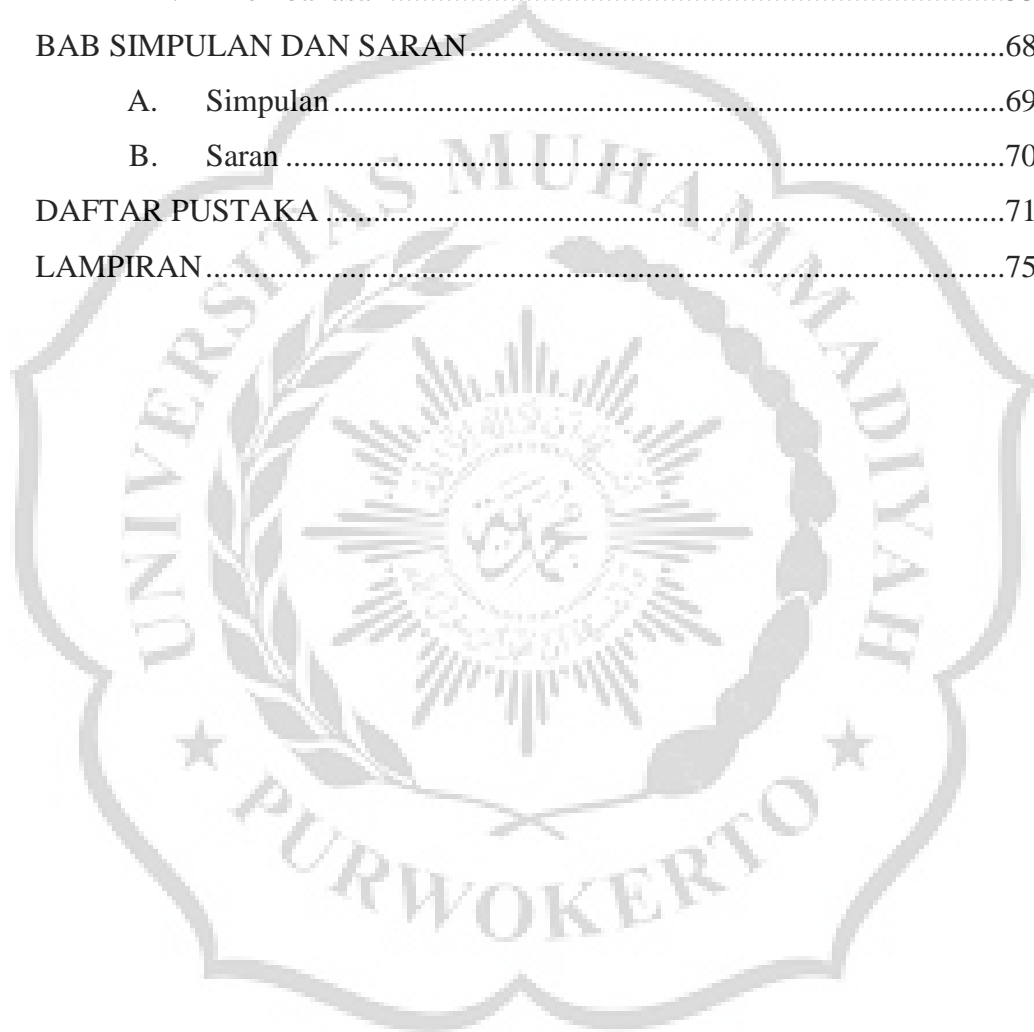 BAB SIMPULAN DAN SARAN....................................................................68
A. Simpulan....................................................................................69
B. Saran .........................................................................................70
DAFTAR PUSTAKA .....................................................................................71
LAMPIRAN....................................................................................................75
UNIVERSITAS MUHAMMADIYAH
PURWOKERTO